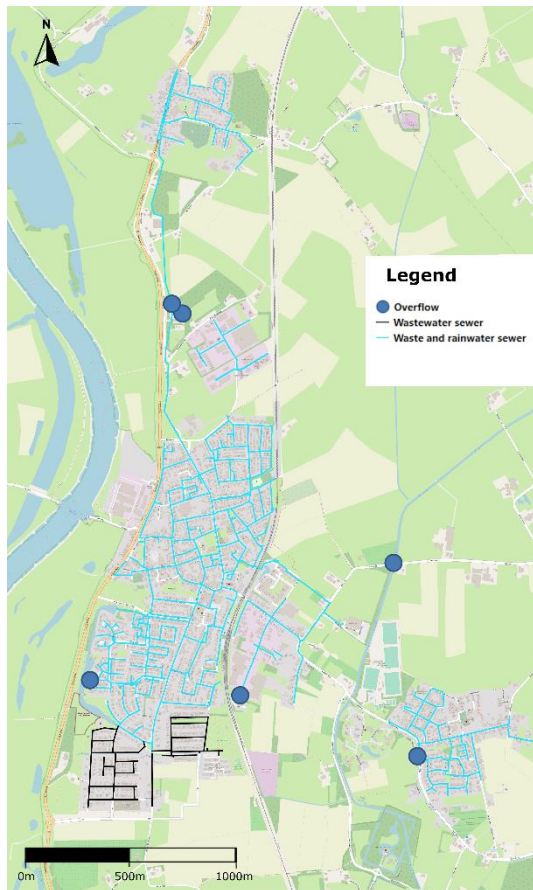 N
Legend
Overflow
Wastewater sewer
Waste and rainwater sewer
0m 500m 1000m